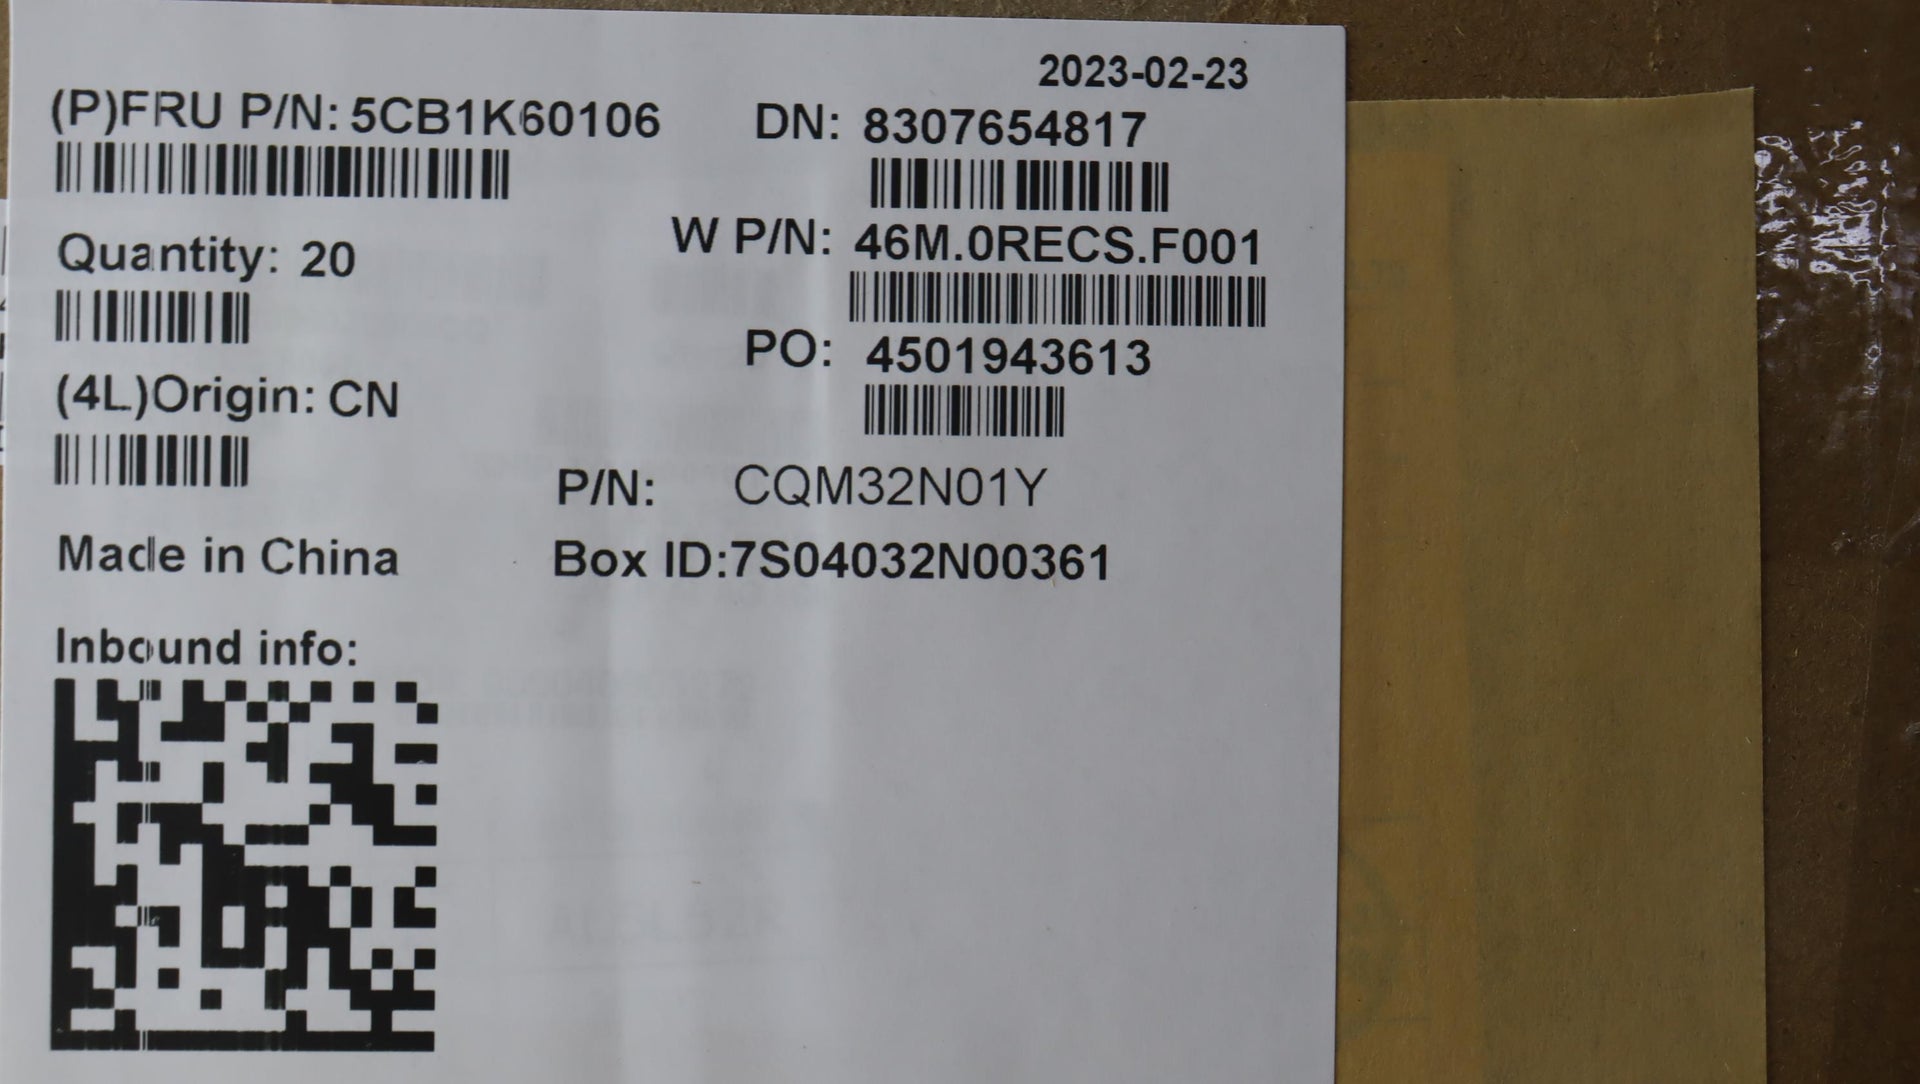 2023-02-23
(P)FRU P/N: 5CB1K60106
DN: 8307654817
W P/N: 46M.0RECS.F001
Quantity: 20
PO: 4501943613
(4L)Origin: CN
P/N: CQM32N01Y
Made in China
Box ID:7S04032N00361
Inbound info: